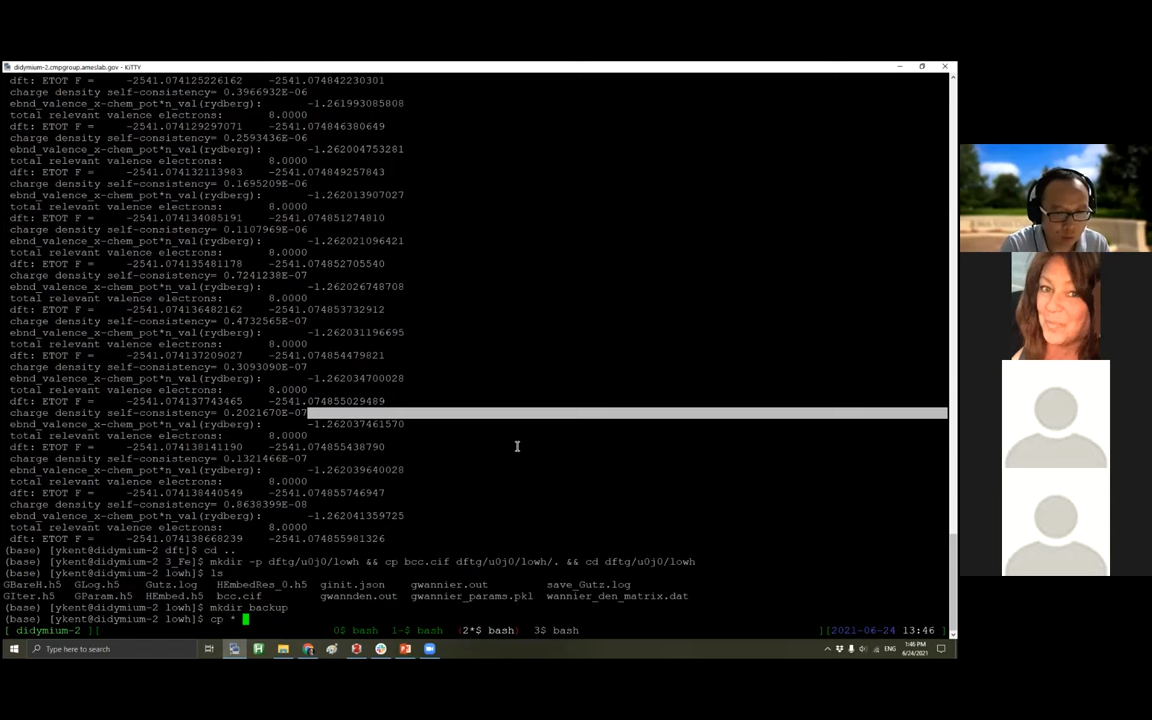 didymium-2.cmpgroup.ameslab.gov - KiTTY
dft: ETOT F = -2541.074125226162 -2541.074842230301
charge density self-consistency= 0.3966932E-06
ebnd_valence_x-chem_pot*n_val(rydberg): -1.261993085808
total relevant valence electrons: 8.0000
dft: ETOT F = -2541.074129297071 -2541.074846380649
charge density self-consistency= 0.2593436E-06
ebnd_valence_x-chem_pot*n_val(rydberg): -1.262004753281
total relevant valence electrons: 8.0000
dft: ETOT F = -2541.074132113983 -2541.074849257843
charge density self-consistency= 0.1695209E-06
ebnd_valence_x-chem_pot*n_val(rydberg): -1.262013907027
total relevant valence electrons: 8.0000
dft: ETOT F = -2541.074134085191 -2541.074851274810
charge density self-consistency= 0.1107969E-06
ebnd_valence_x-chem_pot*n_val(rydberg): -1.262021096421
total relevant valence electrons: 8.0000
dft: ETOT F = -2541.074135481178 -2541.074852705540
charge density self-consistency= 0.7241238E-07
ebnd_valence_x-chem_pot*n_val(rydberg): -1.262026748708
total relevant valence electrons: 8.0000
dft: ETOT F = -2541.074136482162 -2541.074853732912
charge density self-consistency= 0.4732565E-07
ebnd_valence_x-chem_pot*n_val(rydberg): -1.262031196695
total relevant valence electrons: 8.0000
dft: ETOT F = -2541.074137209027 -2541.074854479821
charge density self-consistency= 0.3093090E-07
ebnd_valence_x-chem_pot*n_val(rydberg): -1.262034700028
total relevant valence electrons: 8.0000
dft: ETOT F = -2541.074137743465 -2541.074855029489
charge density self-consistency= 0.2021670E-07
ebnd_valence_x-chem_pot*n_val(rydberg): -1.262037461570
total relevant valence electrons: 8.0000
dft: ETOT F = -2541.074138141190 -2541.074855438790
charge density self-consistency= 0.1321466E-07
ebnd_valence_x-chem_pot*n_val(rydberg): -1.262039640028
total relevant valence electrons: 8.0000
dft: ETOT F = -2541.074138440549 -2541.074855746947
charge density self-consistency= 0.8638399E-08
ebnd_valence_x-chem_pot*n_val(rydberg): -1.262041359725
total relevant valence electrons: 8.0000
dft: ETOT F = -2541.074138668239 -2541.074855981326
(base) [ykent@didymium-2 dft]$ cd ..
(base) [ykent@didymium-2 3_Fe]$ mkdir -p dftg/u0j0/lowh && cp bcc.cif dftg/u0j0/lowh/. && cd dftg/u0j0/lowh
(base) [ykent@didymium-2 lowh]$ ls
GBareH.h5 GLog.h5 Gutz.log HEmbedRes_0.h5 ginit.json gwannier.out save_Gutz.log
GIter.h5 GParam.h5 HEmbed.h5 bcc.cif gwannden.out gwannier_params.pkl wannier_den_matrix.dat
(base) [ykent@didymium-2 lowh]$ mkdir backup
(base) [ykent@didymium-2 lowh]$ cp *
[ didymium-2 ][ 0$ bash 1-$ bash (2*$ bash) 3$ bash ][2021-06-24 13:46 ]
Type here to search
ENG
1:46 PM
6/24/2021